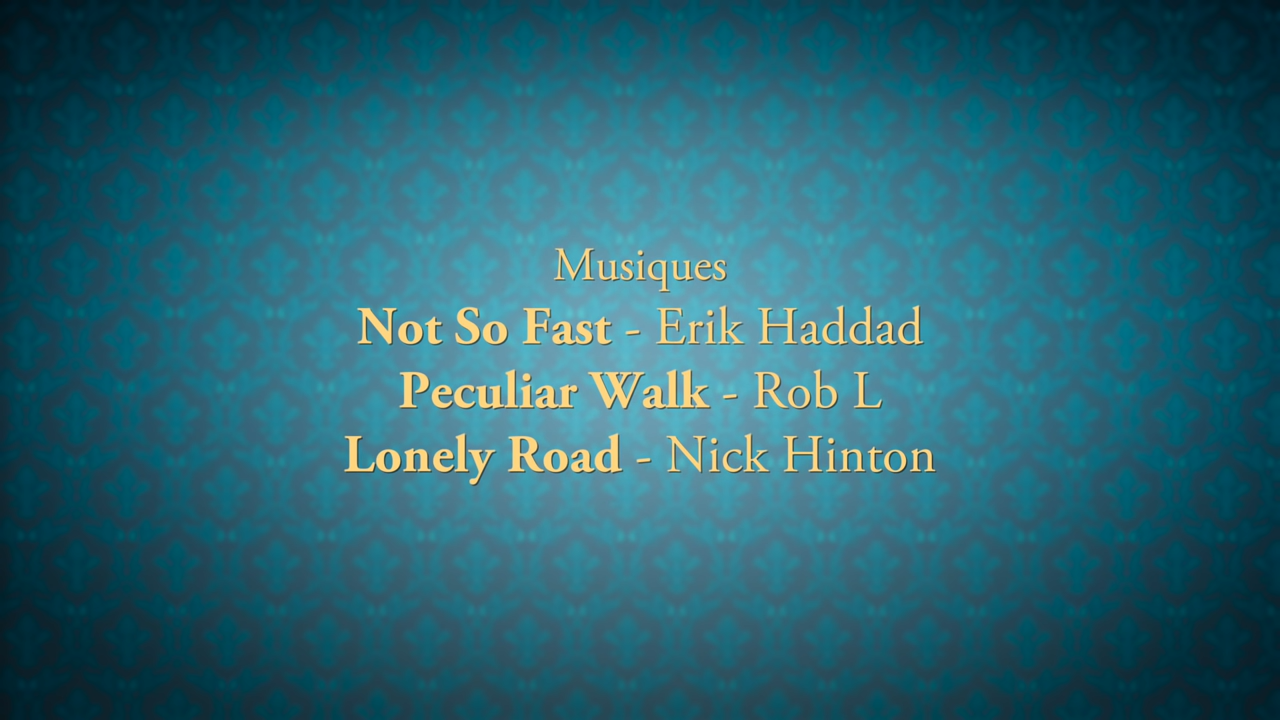 Musiques
Not So Fast - Erik Haddad
Peculiar Walk - Rob L
Lonely Road - Nick Hinton